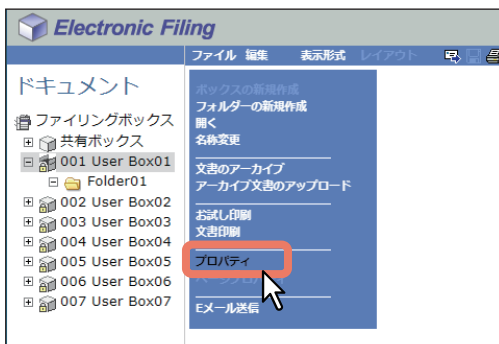 Electronic Filing
ファイル 編集 表示形式 レイアウト
ドキュメント
ファイリングボックス
共有ボックス
001 User Box01
Folder01
002 User Box02
003 User Box03
004 User Box04
005 User Box05
006 User Box06
007 User Box07
ボックスの新規作成
フォルダーの新規作成
開く
名称変更
文書のアーカイブ
アーカイブ文書のアップロード
お試し印刷
文書印刷
プロパティ
Eメール送信